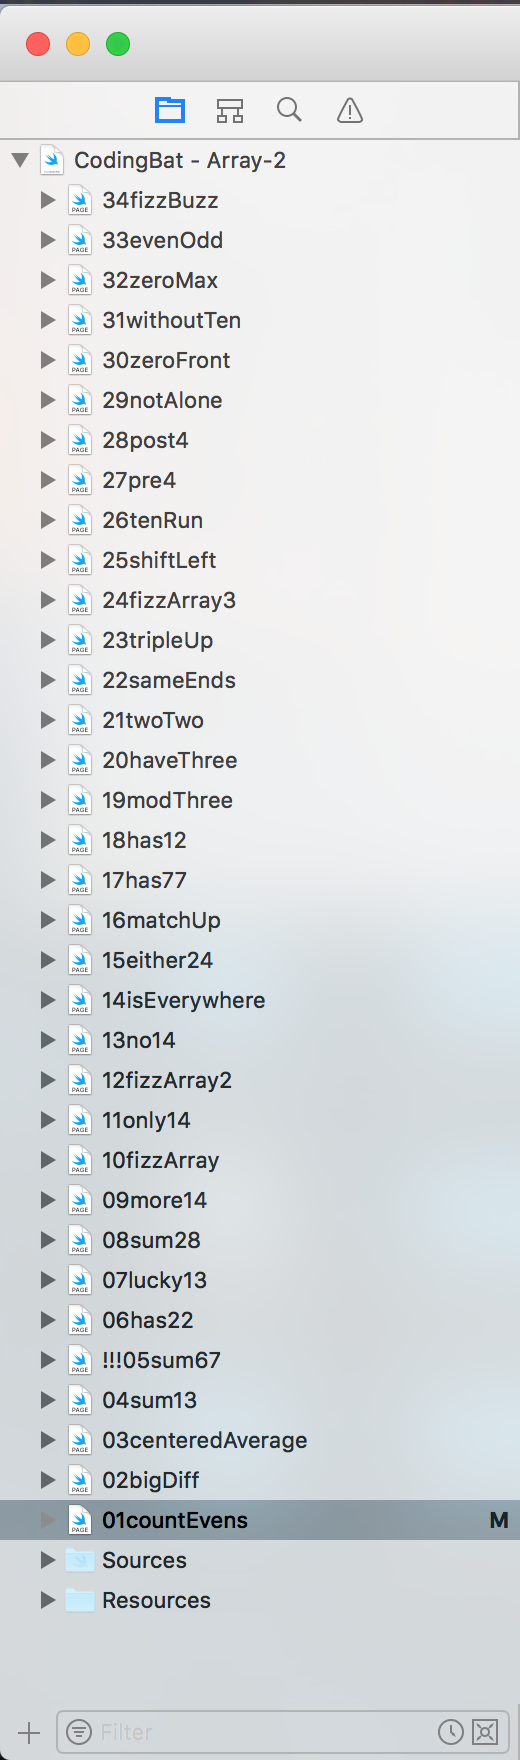 CodingBat - Array-2
34fizzBuzz
33evenOdd
32zeroMax
31withoutTen
30zeroFront
29notAlone
28post4
27pre4
26tenRun
25shiftLeft
24fizzArray3
23tripleUp
22sameEnds
21twoTwo
20haveThree
19modThree
18has12
17has77
16matchUp
15either24
14isEverywhere
13no14
12fizzArray2
11only14
10fizzArray
09more14
08sum28
07lucky13
06has22
!!!05sum67
04sum13
03centeredAverage
02bigDiff
01countEvens M
Sources
Resources
Filter